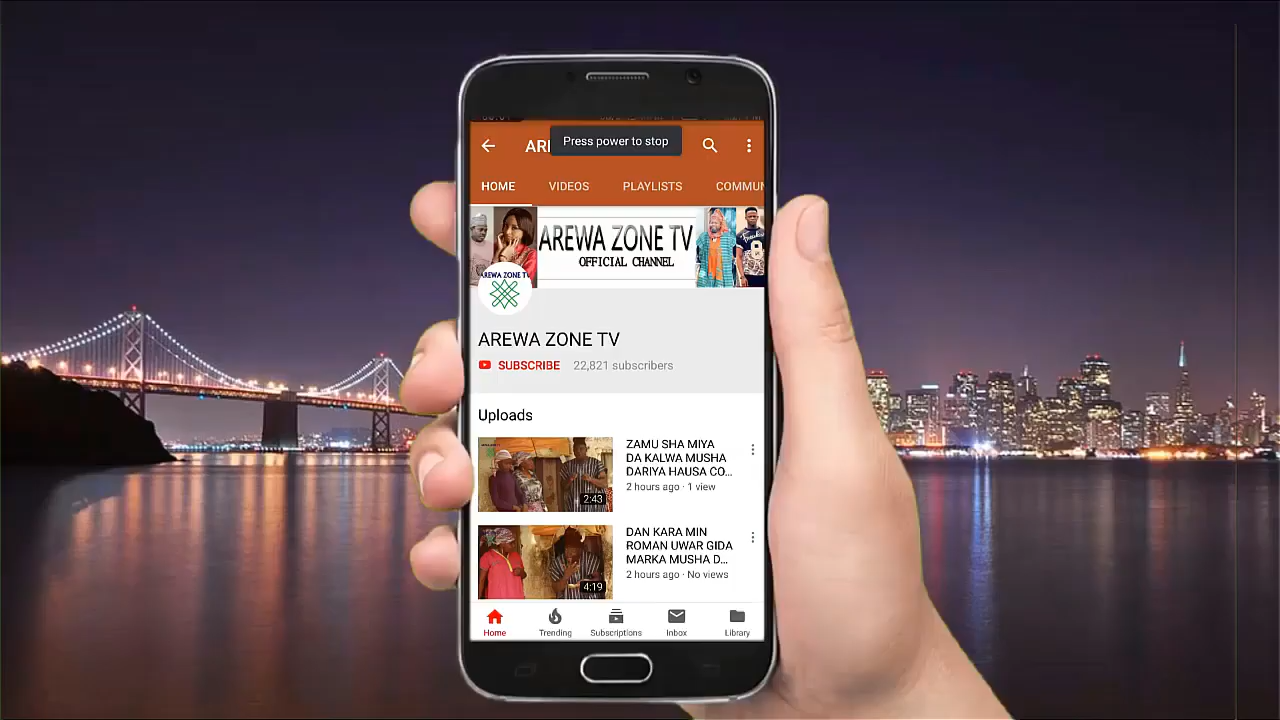 ARE
Press power to stop
HOME VIDEOS PLAYLISTS COMMUN
AREWA ZONE TV
OFFICIAL CHANNEL
AREWA ZONE TV
AREWA ZONE TV
SUBSCRIBE 22,821 subscribers
Uploads
ZAMU SHA MIYA
DA KALWA MUSHA
DARIYA HAUSA CO...
2 hours ago · 1 view
2:43
DAN KARA MIN
ROMAN UWAR GIDA
MARKA MUSHA D...
2 hours ago · No views
4:19
Home Trending Subscriptions Inbox Library